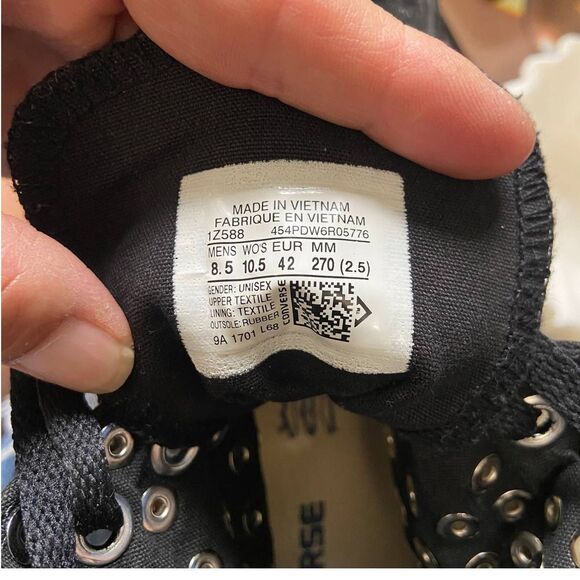 MADE IN VIETNAM
FABRIQUE EN VIETNAM
1Z588 454PDW6R05776
MENS WO'S EUR MM
8.5 10.5 42 270 (2.5)
GENDER: UNISEX
UPPER TEXTILE
LINING: TEXTILE
OUTSOLE: RUBBER
9A 1701 L68
CONVERSE